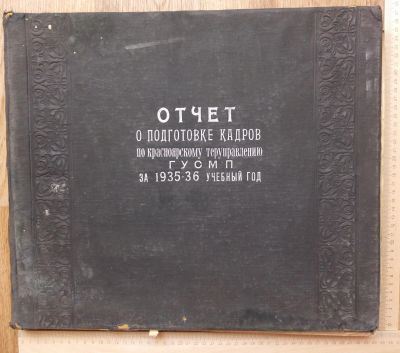 ОТЧЕТ
О ПОДГОТОВКЕ КАДРОВ
по красноярскому теруправлению
ГУСМП
ЗА 1935-36 УЧЕБНЫЙ ГОД